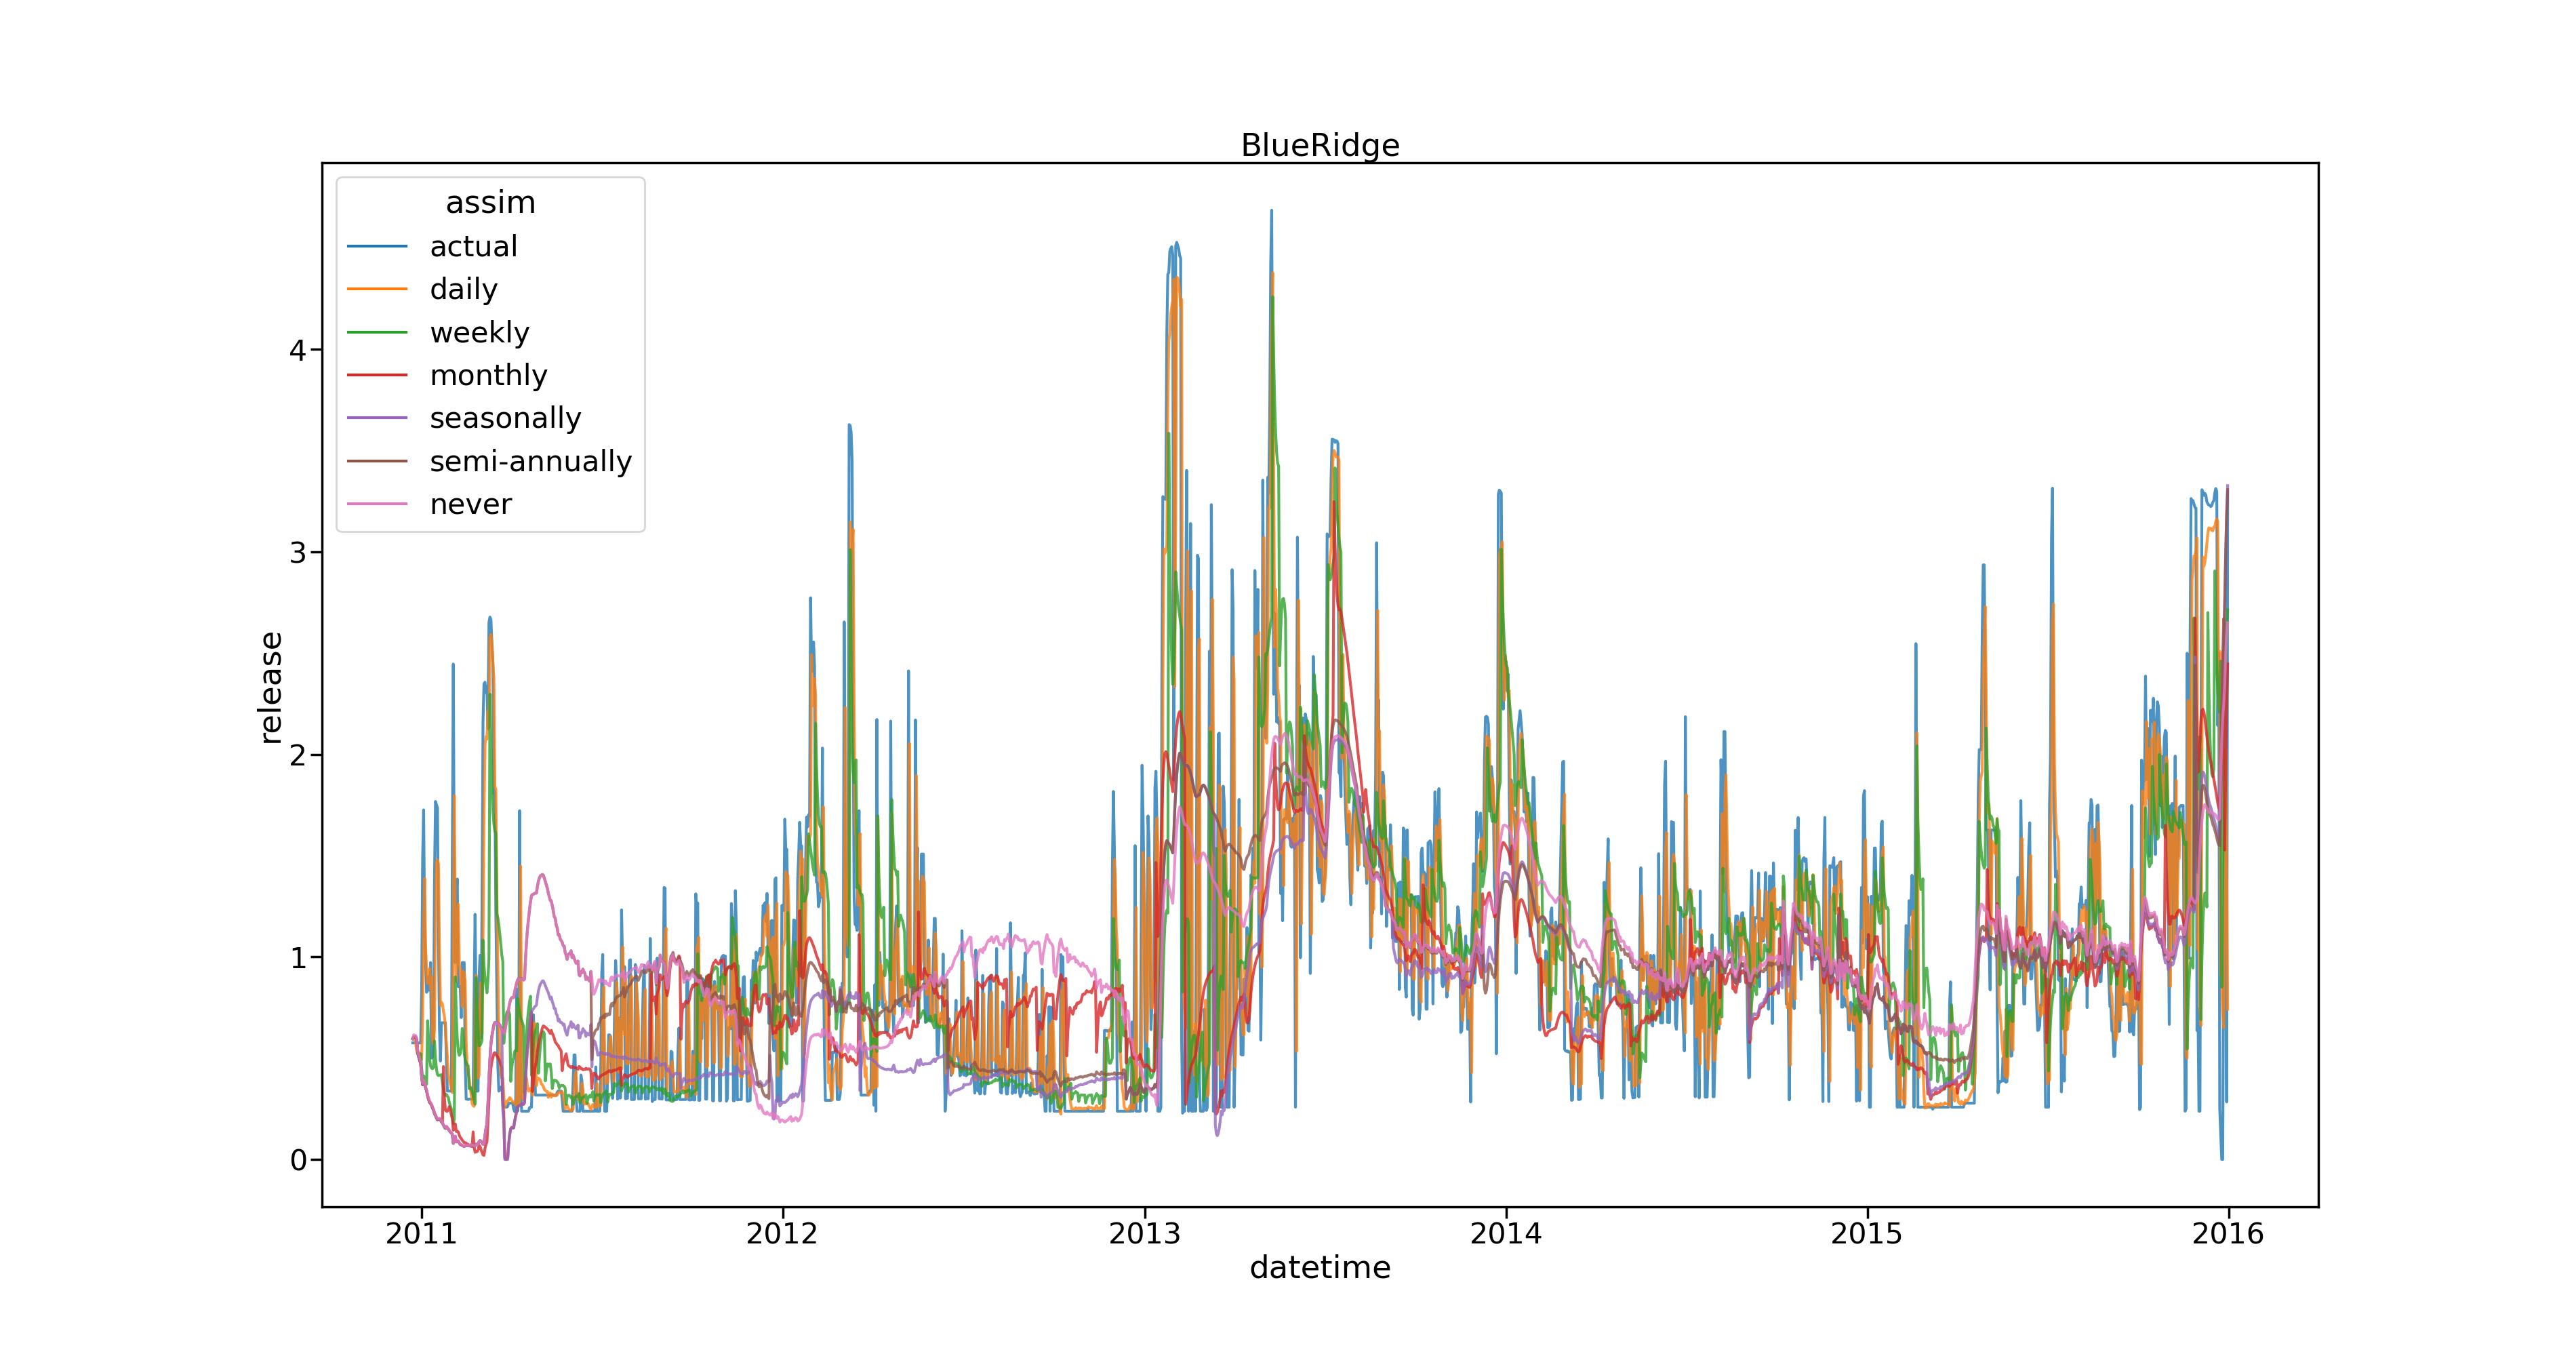 BlueRidge
assim
actual
daily
weekly
monthly
seasonally
semi-annually
never
release
4
3
2
1
0
2011 2012 2013 2014 2015 2016
datetime